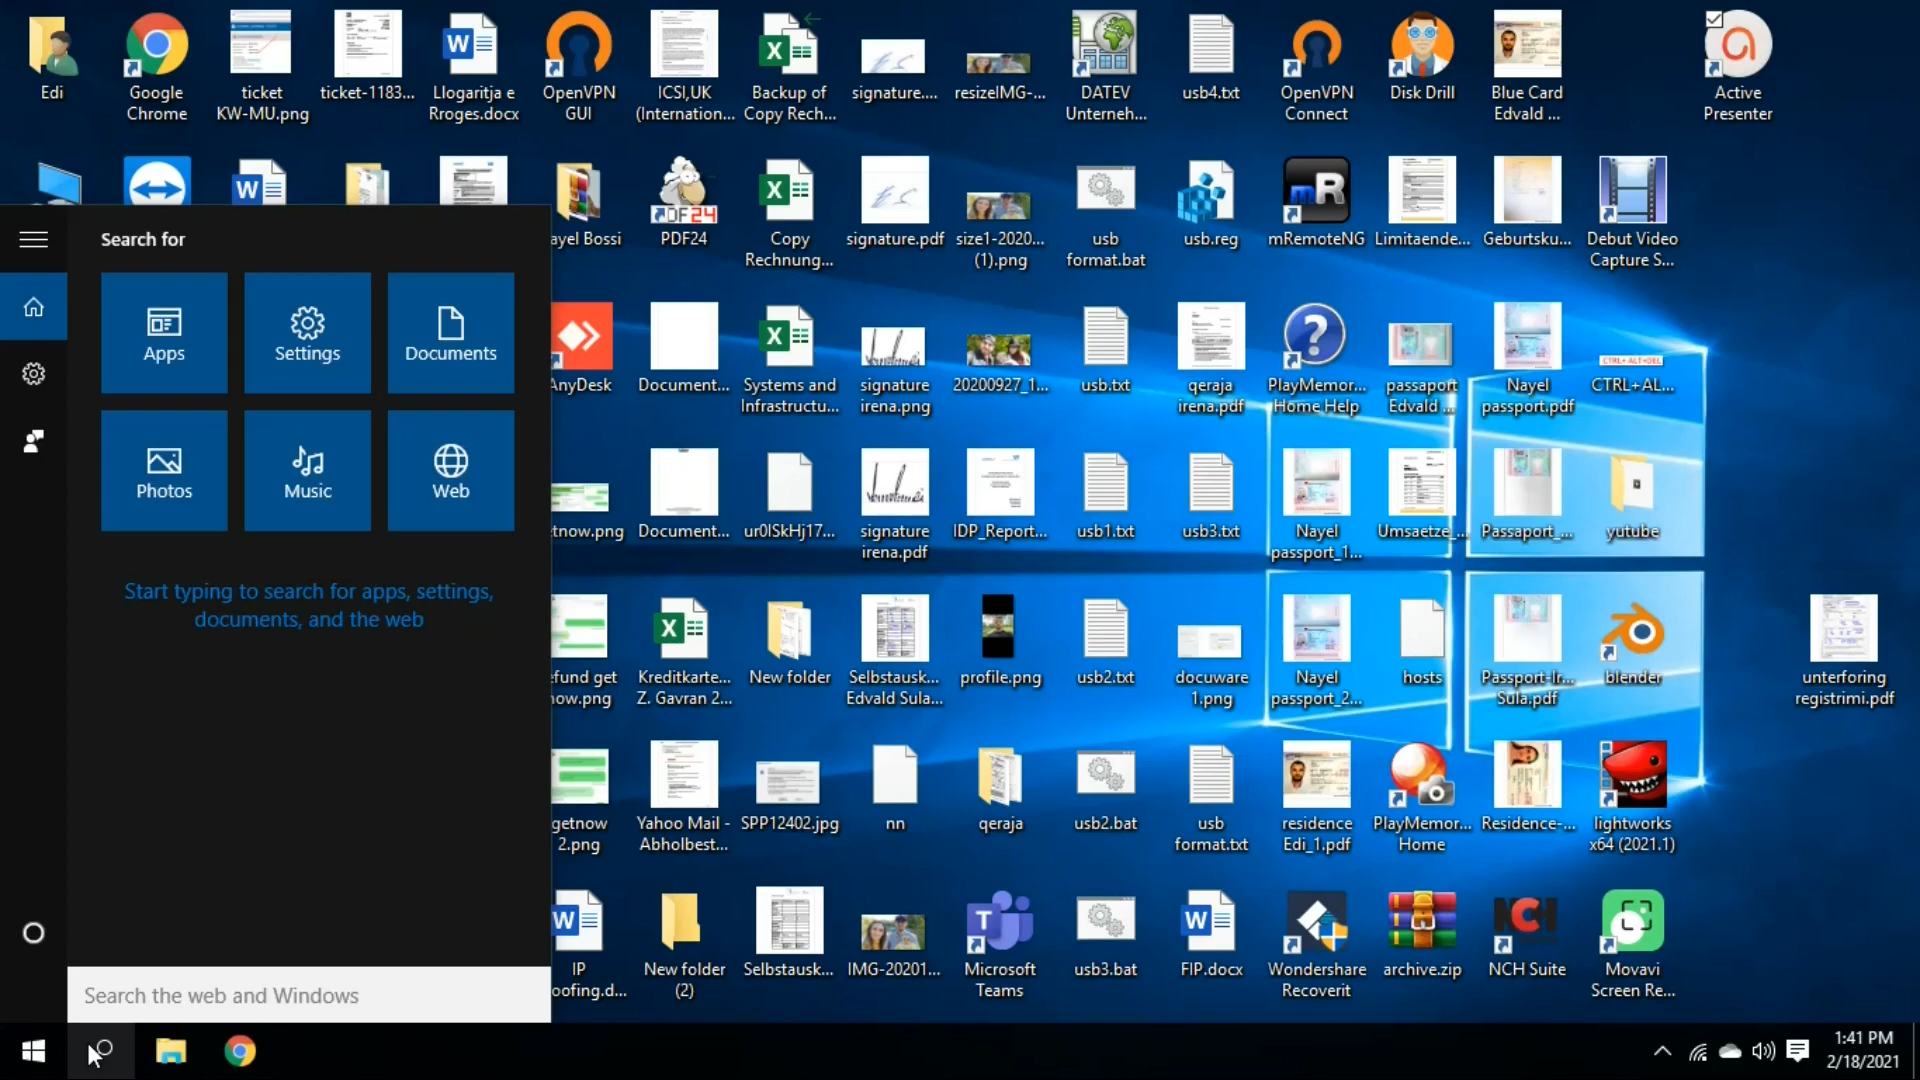 Edi
Google
Chrome
ticket
KW-MU.png
ticket-1183...
Llogaritja e
Rroges.docx
OpenVPN
GUI
ICSI,UK
(Internation...
Backup of
Copy Rech...
signature....
resizeIMG-...
DATEV
Unterneh...
usb4.txt
OpenVPN
Connect
Disk Drill
Blue Card
Edvald ...
Active
Presenter
Search for
ayel Bossi
PDF24
Copy
Rechnung...
signature.pdf
size1-2020...
(1).png
usb
format.bat
usb.reg
mRemoteNG
Limitaende...
Geburtsku...
Debut Video
Capture S...
Apps
Settings
Documents
AnyDesk
Document...
Systems and
Infrastructu...
signature
irena.png
20200927_1...
usb.txt
qeraja
irena.pdf
PlayMemor...
Home Help
passaport
Edvald ...
Nayel
passport.pdf
CTRL+ ALT+DEL
CTRL+AL...
Photos
Music
Web
tnow.png
Document...
ur0lSkHj17...
signature
irena.pdf
IDP_Report...
usb1.txt
usb3.txt
Nayel
passport_1...
Umsaetze_...
Passaport_...
yutube
Start typing to search for apps, settings,
documents, and the web
efund get
now.png
Kreditkarte...
Z. Gavran 2...
New folder
Selbstausk...
Edvald Sula...
profile.png
usb2.txt
docuware
1.png
Nayel
passport_2...
hosts
Passport-Ir...
Sula.pdf
blender
unterforing
registrimi.pdf
getnow
2.png
Yahoo Mail -
Abholbest...
SPP12402.jpg
nn
qeraja
usb2.bat
usb
format.txt
residence
Edi_1.pdf
PlayMemor...
Home
Residence-...
lightworks
x64 (2021.1)
IP
oofing.d...
New folder
(2)
Selbstausk...
IMG-20201...
Microsoft
Teams
usb3.bat
FIP.docx
Wondershare
Recoverit
archive.zip
NCH Suite
Movavi
Screen Re...
Search the web and Windows
1:41 PM
2/18/2021